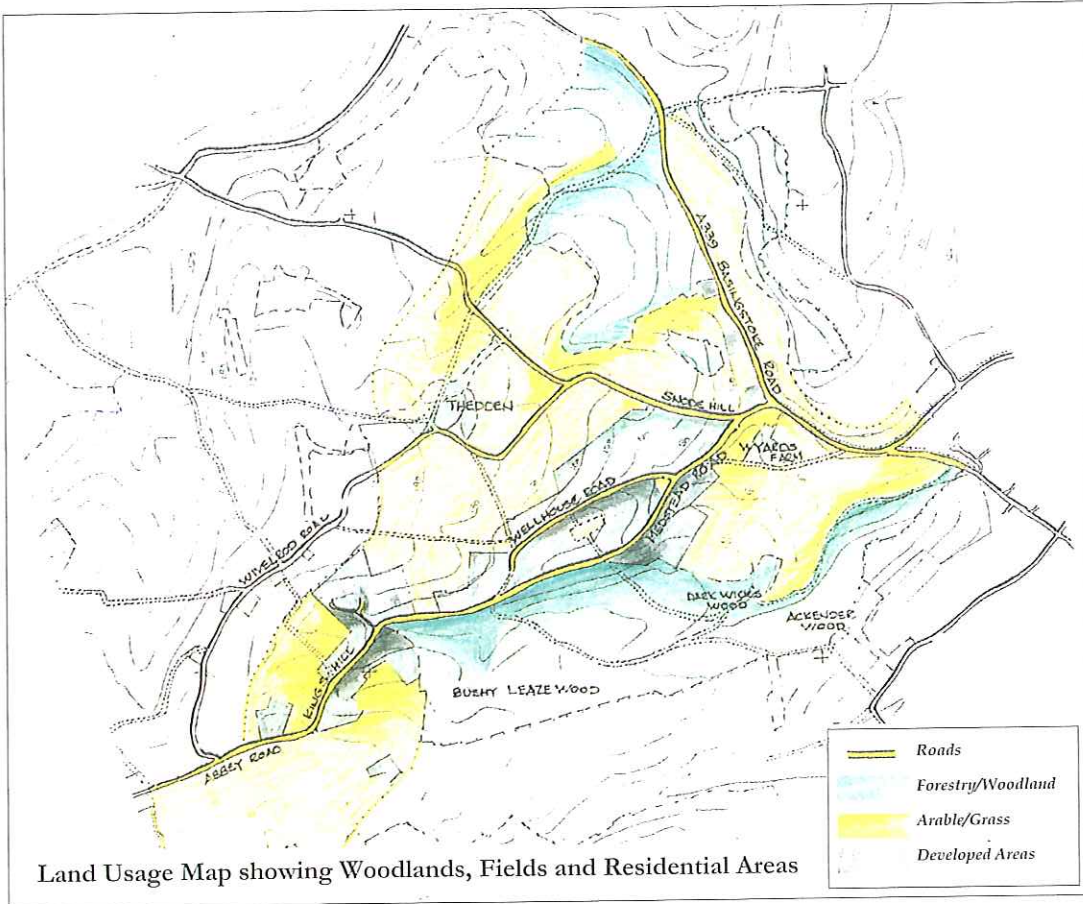 A339 BASINGSTOKE ROAD
THEDDEN
SNODE HILL
WYARDS
FARM
MEDSTEAD ROAD
WELLHOUSE ROAD
WIVELROD ROAD
DARK WICKS
WOOD
ACKENDER
WOOD
KINGS HILL
BUSHY LEAZE WOOD
ABBEY ROAD
Roads
Forestry/Woodland
Arable/Grass
Developed Areas
Land Usage Map showing Woodlands, Fields and Residential Areas